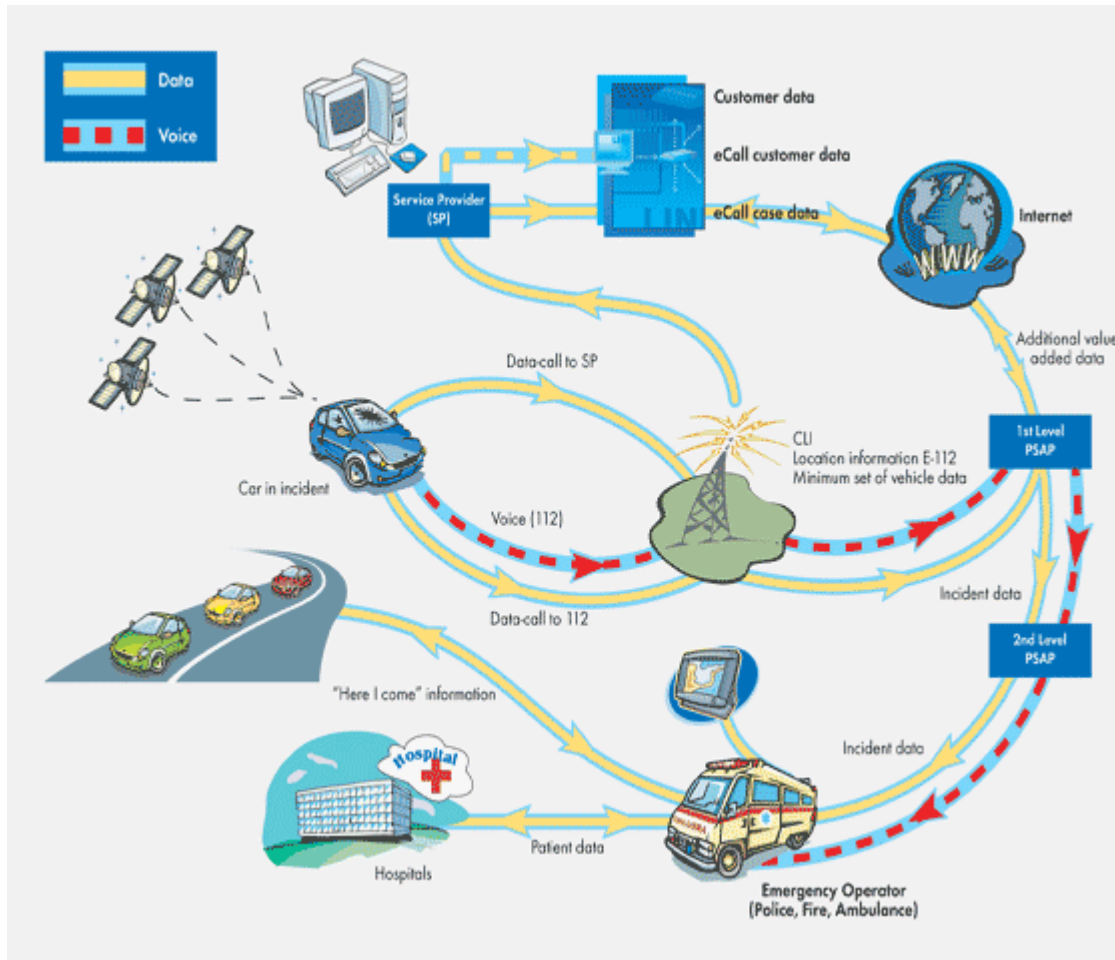 Data
Voice
Customer data
eCall customer data
eCall case data
Service Provider
(SP)
Internet
WWW
Additional value
added data
Data-call to SP
CLI
Location information E-112
Minimum set of vehicle data
1st Level
PSAP
Car in incident
Voice (112)
Incident data
Data-call to 112
2nd Level
PSAP
"Here I come" information
Incident data
Hospital
Patient data
Hospitals
Emergency Operator
(Police, Fire, Ambulance)